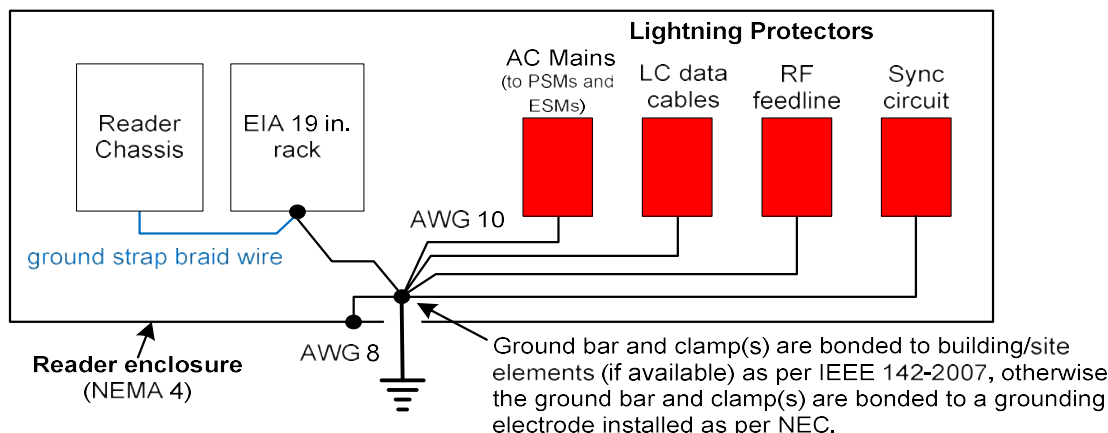 Lightning Protectors
Reader
Chassis
EIA 19 in.
rack
AC Mains
(to PSMs and
ESMs)
LC data
cables
RF
feedline
Sync
circuit
AWG 10
ground strap braid wire
Reader enclosure
(NEMA 4)
AWG 8
Ground bar and clamp(s) are bonded to building/site
elements (if available) as per IEEE 142-2007, otherwise
the ground bar and clamp(s) are bonded to a grounding
electrode installed as per NEC.